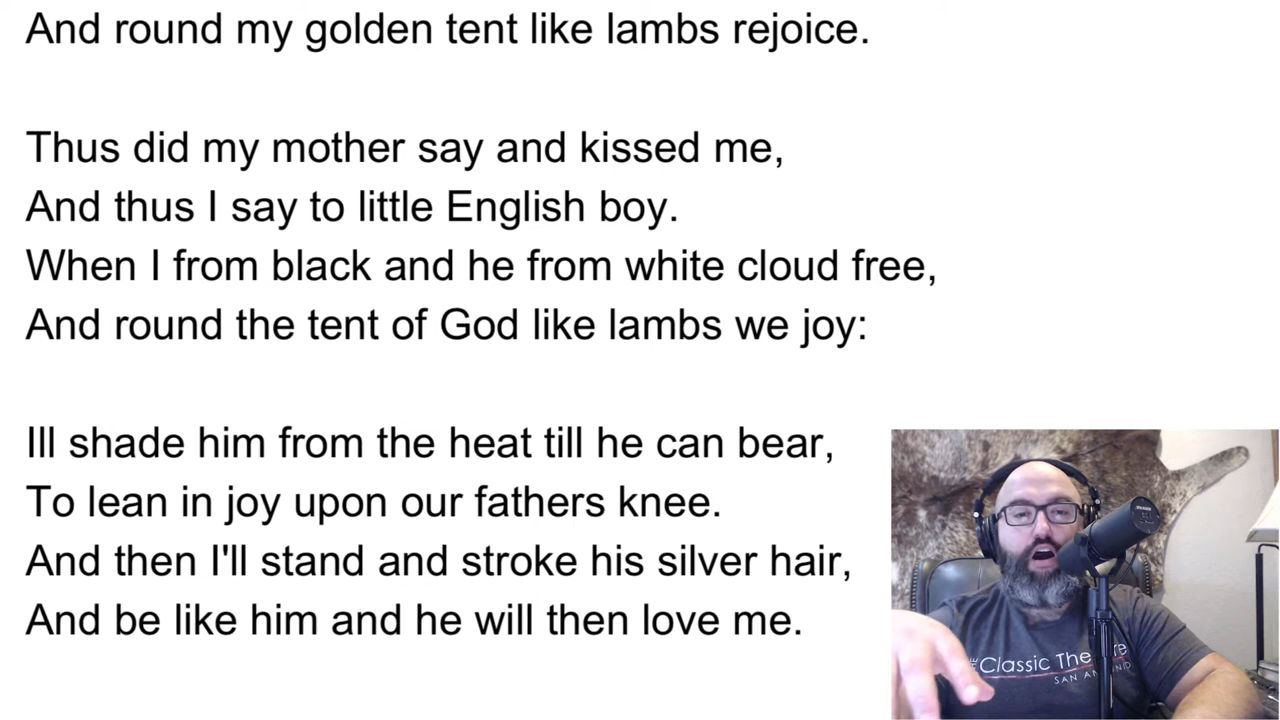 And round my golden tent like lambs rejoice.
Thus did my mother say and kissed me,
And thus I say to little English boy.
When I from black and he from white cloud free,
And round the tent of God like lambs we joy:
Ill shade him from the heat till he can bear,
To lean in joy upon our fathers knee.
And then I'll stand and stroke his silver hair,
And be like him and he will then love me.
Classic The
SAN AN